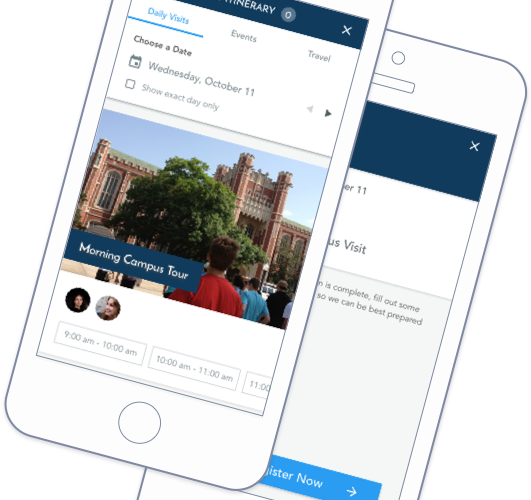 ITINERARY 0
Daily Visits
Events
Travel
Choose a Date
Wednesday, October 11
Show exact day only
Morning Campus Tour
9:00 am - 10:00 am
10:00 am - 11:00 am
11:00
er 11
us Visit
n is complete, fill out some
so we can be best prepared
ister Now